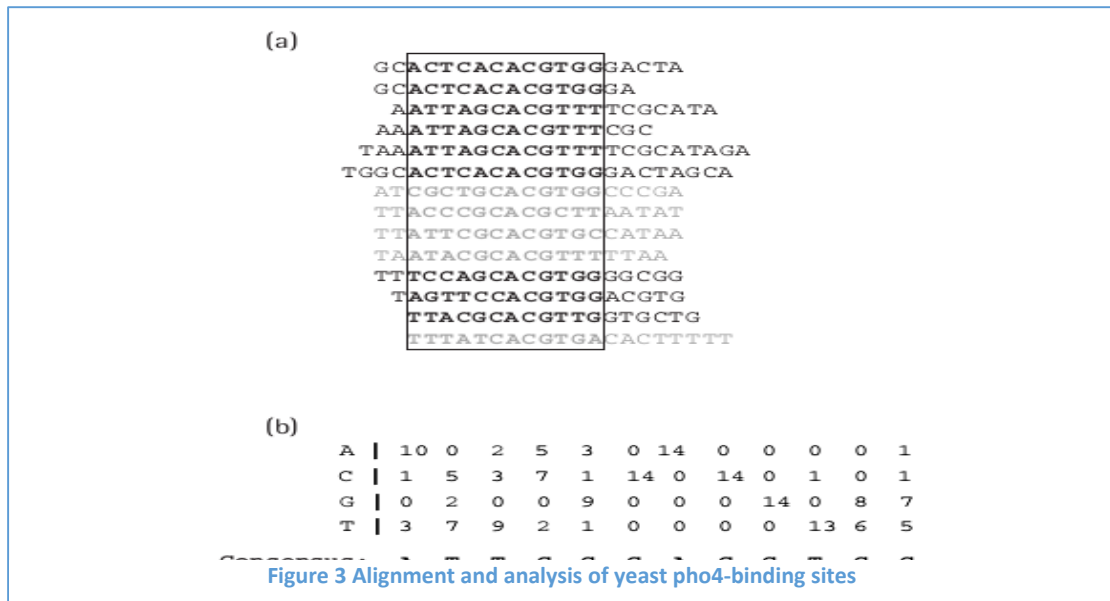 (a)
GCACTCACACGTGGGACTA
GCACTCACACGTGGGA
AATTAGCACGTTTTCGCATA
AAATTAGCACGTTTCGC
TAAATTAGCACGTTTTCGCATAGA
TGGCACTCACACGTGGGACTAGCA
ATCGCTGCACGTGGCCCGA
TTACCCGCACGCTTAATAT
TTATTCGCACGTGCCATAA
TAATACGCACGTTTTTAA
TTTCCAGCACGTGGGGCGG
TAGTTCCACGTGGACGTG
TTACGCACGTTGGTGCTG
TTTATCACGTGACACTTTTT
(b)
A | 10 0 2 5 3 0 14 0 0 0 0 1
C | 1 5 3 7 1 14 0 14 0 1 0 1
G | 0 2 0 0 9 0 0 0 14 0 8 7
T | 3 7 9 2 1 0 0 0 0 13 6 5
Figure 3 Alignment and analysis of yeast pho4-binding sites